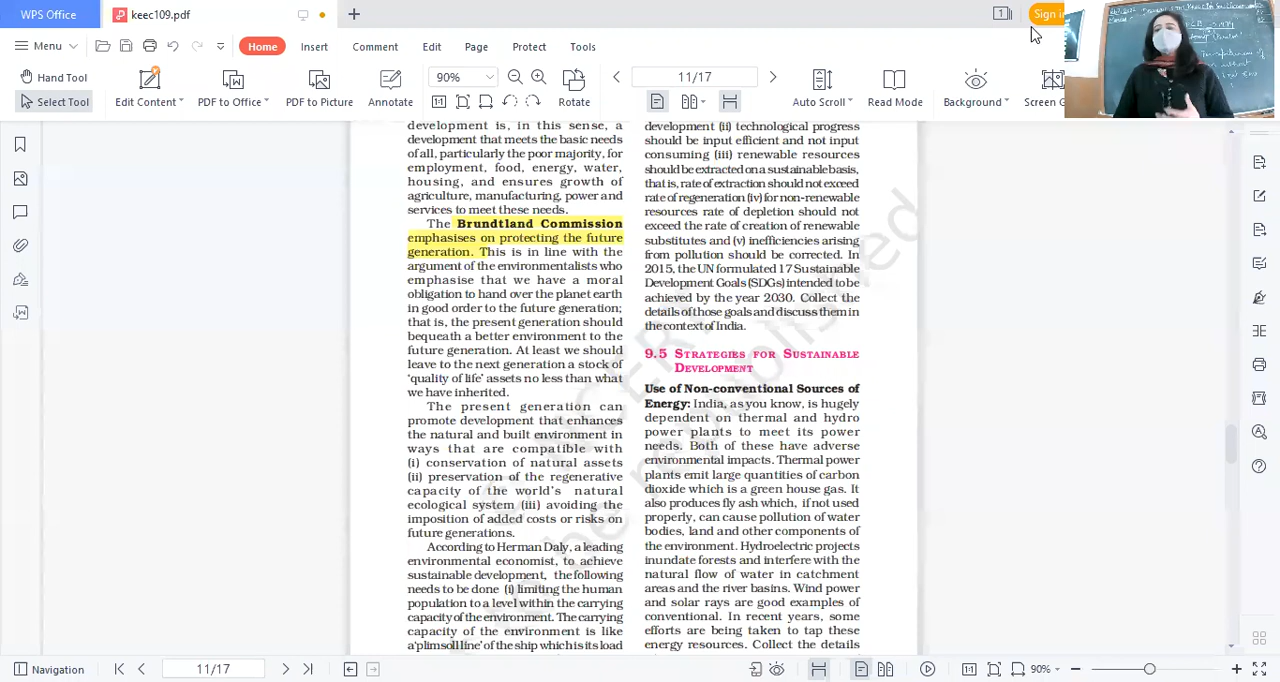 WPS Office
keec109.pdf
1
Sign in
Menu
Home
Insert
Comment
Edit
Page
Protect
Tools
Hand Tool
Select Tool
Edit Content
PDF to Office
PDF to Picture
Annotate
90%
Rotate
11/17
Auto Scroll
Read Mode
Background
Screen G
development is, in this sense, a
development that meets the basic needs
of all, particularly the poor majority, for
employment, food, energy, water,
housing, and ensures growth of
agriculture, manufacturing, power and
services to meet these needs.
The Brundtland Commission
emphasises on protecting the future
generation. This is in line with the
argument of the environmentalists who
emphasise that we have a moral
obligation to hand over the planet earth
in good order to the future generation;
that is, the present generation should
bequeath a better environment to the
future generation. At least we should
leave to the next generation a stock of
'quality of life' assets no less than what
we have inherited.
The present generation can
promote development that enhances
the natural and built environment in
ways that are compatible with
(i) conservation of natural assets
(ii) preservation of the regenerative
capacity of the world's natural
ecological system (iii) avoiding the
imposition of added costs or risks on
future generations.
According to Herman Daly, a leading
environmental economist, to achieve
sustainable development, the following
needs to be done (i) limiting the human
population to a level within the carrying
capacity of the environment. The carrying
capacity of the environment is like
a 'plimsoll line' of the ship which is its load
development (ii) technological progress
should be input efficient and not input
consuming (iii) renewable resources
should be extracted on a sustainable basis,
that is, rate of extraction should not exceed
rate of regeneration (iv) for non-renewable
resources rate of depletion should not
exceed the rate of creation of renewable
substitutes and (v) inefficiencies arising
from pollution should be corrected. In
2015, the UN formulated 17 Sustainable
Development Goals (SDGs) intended to be
achieved by the year 2030. Collect the
details of those goals and discuss them in
the context of India.
9.5 STRATEGIES FOR SUSTAINABLE
DEVELOPMENT
Use of Non-conventional Sources of
Energy: India, as you know, is hugely
dependent on thermal and hydro
power plants to meet its power
needs. Both of these have adverse
environmental impacts. Thermal power
plants emit large quantities of carbon
dioxide which is a green house gas. It
also produces fly ash which, if not used
properly, can cause pollution of water
bodies, land and other components of
the environment. Hydroelectric projects
inundate forests and interfere with the
natural flow of water in catchment
areas and the river basins. Wind power
and solar rays are good examples of
conventional. In recent years, some
efforts are being taken to tap these
energy resources. Collect the details
Navigation
11/17
90%